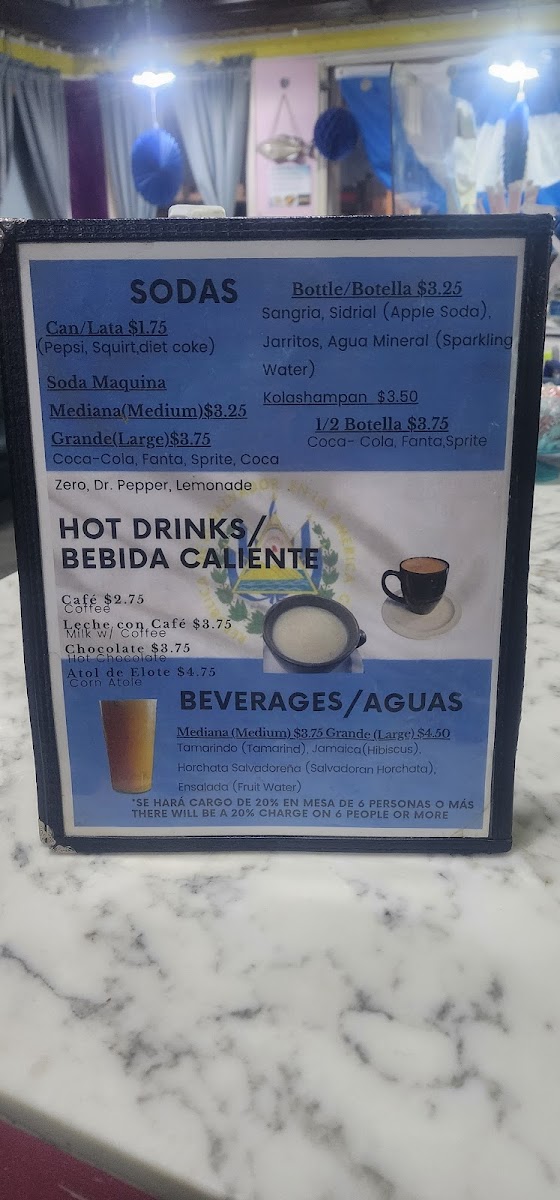 SODAS
Can/Lata $1.75
(Pepsi, Squirt,diet coke)
Soda Maquina
Mediana(Medium)$3.25
Grande(Large)$3.75
Coca-Cola, Fanta, Sprite, Coca
Zero, Dr. Pepper, Lemonade
Bottle/Botella $3.25
Sangria, Sidrial (Apple Soda),
Jarritos, Agua Mineral (Sparkling
Water)
Kolashampan $3.50
1/2 Botella $3.75
Coca- Cola, Fanta,Sprite
HOT DRINKS/
BEBIDA CALIENTE
Café $2.75
Coffee
Leche con Café $3.75
Milk w/ Coffee
Chocolate $3.75
Hot Chocolate
Atol de Elote $4.75
Corn Atole
BEVERAGES/AGUAS
Mediana (Medium) $3.75 Grande (Large) $4.50
Tamarindo (Tamarind), Jamaica(Hibiscus),
Horchata Salvadoreña (Salvadoran Horchata),
Ensalada (Fruit Water)
*SE HARÁ CARGO DE 20% EN MESA DE 6 PERSONAS O MÁS
THERE WILL BE A 20% CHARGE ON 6 PEOPLE OR MORE